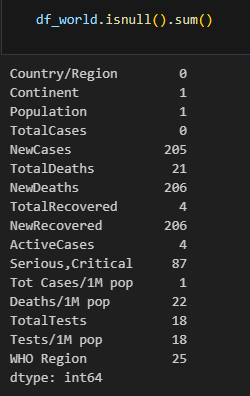 df_world.isnull().sum()
Country/Region 0
Continent 1
Population 1
TotalCases 0
NewCases 205
TotalDeaths 21
NewDeaths 206
TotalRecovered 4
NewRecovered 206
ActiveCases 4
Serious,Critical 87
Tot Cases/1M pop 1
Deaths/1M pop 22
TotalTests 18
Tests/1M pop 18
WHO Region 25
dtype: int64